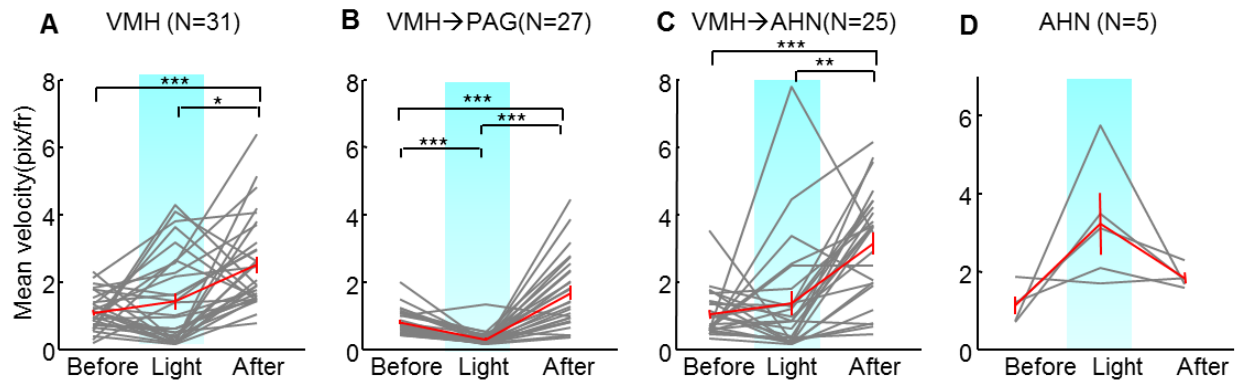 A VMH (N=31)
B VMH→PAG(N=27)
C VMH→AHN(N=25)
D AHN (N=5)
Mean velocity(pix/fr)
8
6
4
2
0
***
*
Before Light After
8
6
4
2
0
***
***
***
Before Light After
8
6
4
2
0
***
**
Before Light After
6
4
2
0
Before Light After